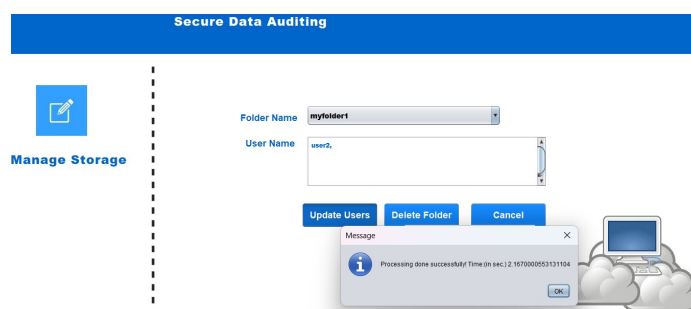 Secure Data Auditing
Manage Storage
Folder Name myfolder1
User Name user2,
Update Users Delete Folder Cancel
Message
Processing done successfully! Time:(in sec.) 2.1670000553131104
OK